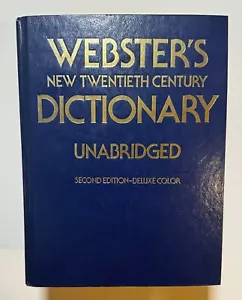 WEBSTER'S
NEW TWENTIETH CENTURY
DICTIONARY
UNABRIDGED
SECOND EDITION-DELUXE COLOR